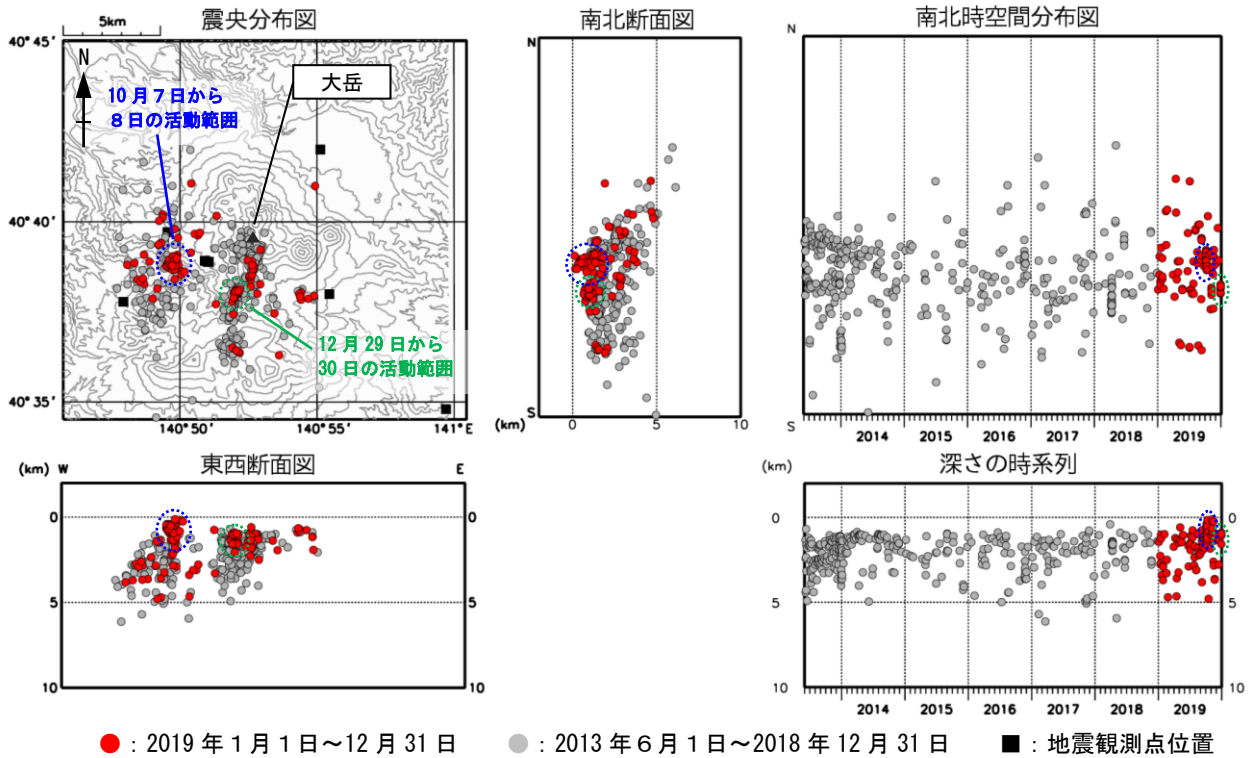 震央分布図
5km
40°45′
40°40′
40°35′
140°50′
140°55′
141°E
N
10月7日から
8日の活動範囲
大岳
12月29日から
30日の活動範囲
南北断面図
N
S
(km)
0
5
10
南北時空間分布図
N
S
2014
2015
2016
2017
2018
2019
東西断面図
(km) W
E
0
5
10
0
5
10
深さの時系列
(km)
0
5
10
0
5
10
2014
2015
2016
2017
2018
2019
●：2019年1月1日～12月31日
●：2013年6月1日～2018年12月31日
■：地震観測点位置